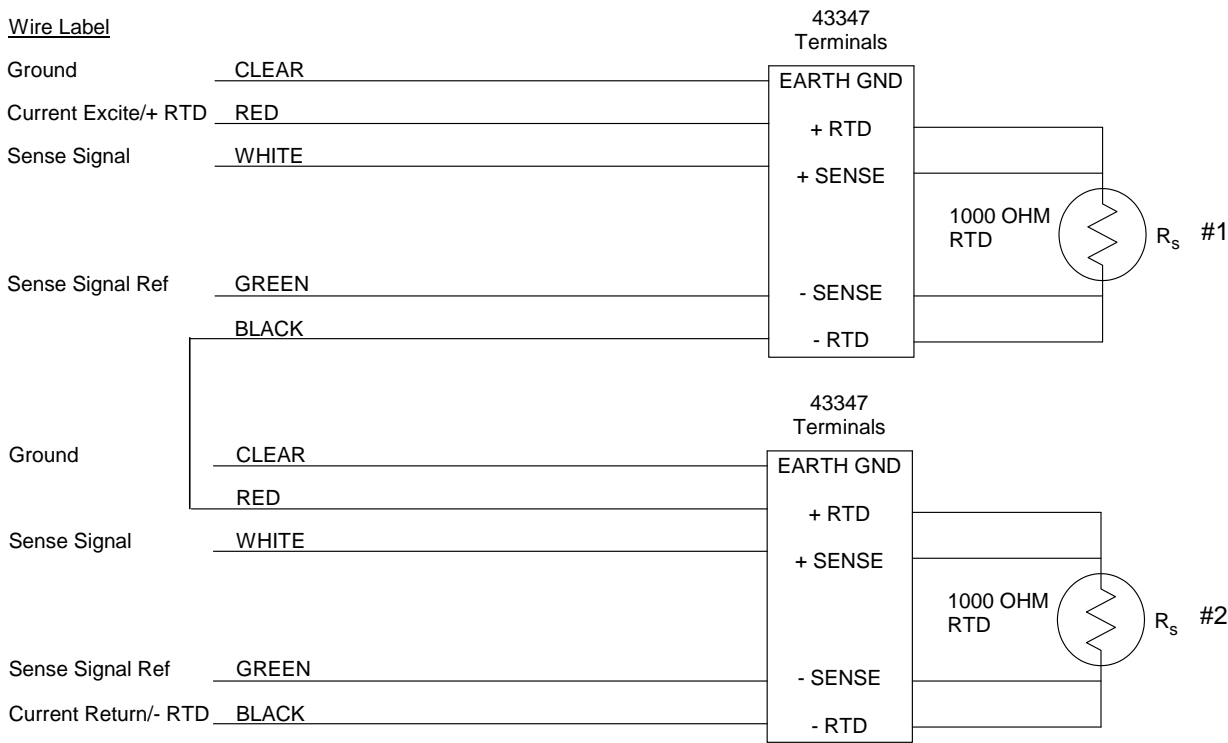 Wire Label
43347
Terminals
Ground CLEAR EARTH GND
Current Excite/+ RTD RED + RTD
Sense Signal WHITE + SENSE
1000 OHM
RTD
Rs #1
Sense Signal Ref GREEN - SENSE
BLACK - RTD
43347
Terminals
Ground CLEAR EARTH GND
RED + RTD
Sense Signal WHITE + SENSE
1000 OHM
RTD
Rs #2
Sense Signal Ref GREEN - SENSE
Current Return/- RTD BLACK - RTD